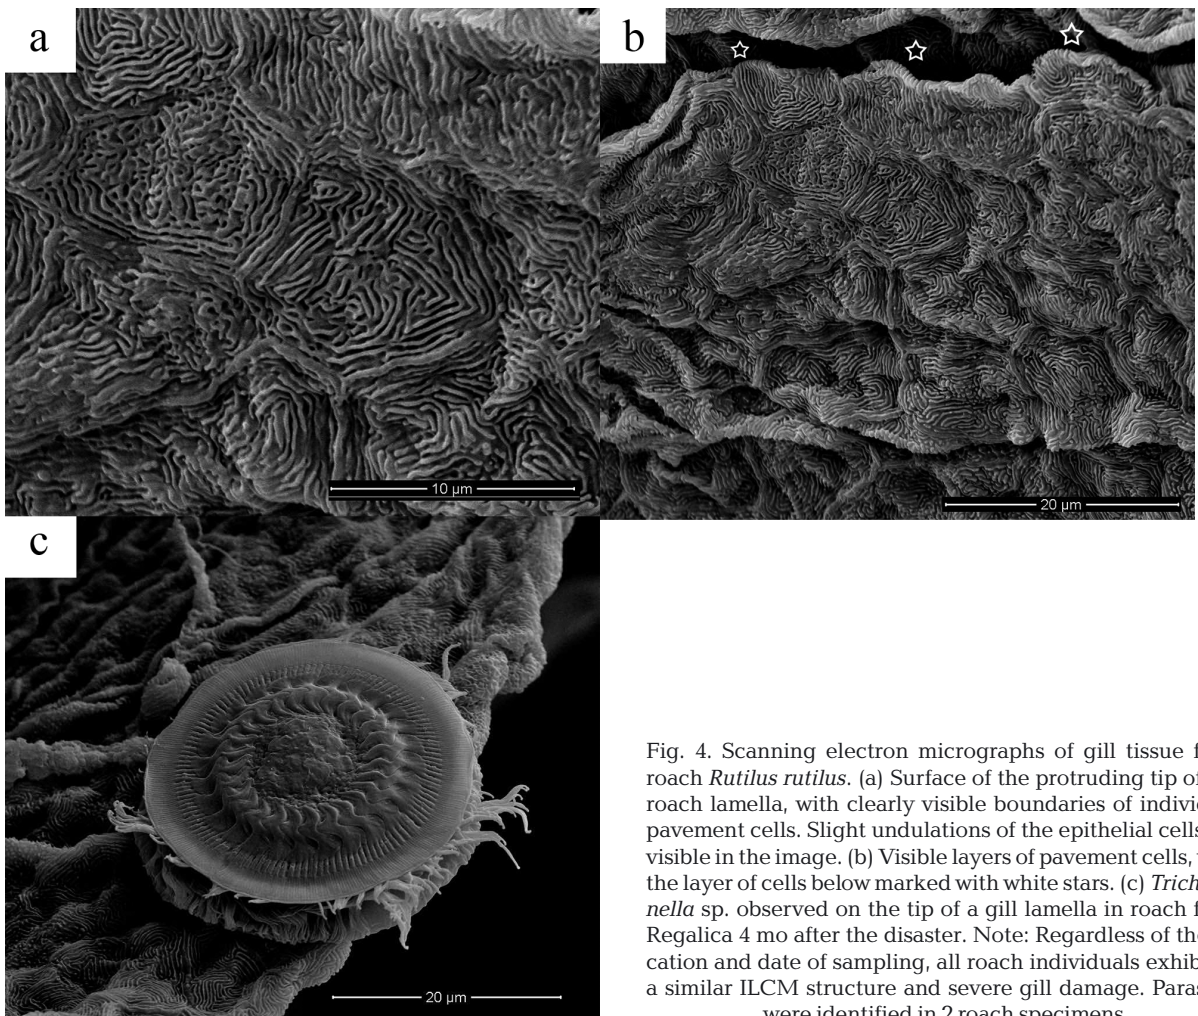 a
b
10 µm
20 µm
c
20 µm
Fig. 4. Scanning electron micrographs of gill tissue f
roach Rutilus rutilus. (a) Surface of the protruding tip of
roach lamella, with clearly visible boundaries of indivi
pavement cells. Slight undulations of the epithelial cells
visible in the image. (b) Visible layers of pavement cells,
the layer of cells below marked with white stars. (c) Trich
nella sp. observed on the tip of a gill lamella in roach f
Regalica 4 mo after the disaster. Note: Regardless of the
cation and date of sampling, all roach individuals exhib
a similar ILCM structure and severe gill damage. Paras
were identified in 2 roach specimens